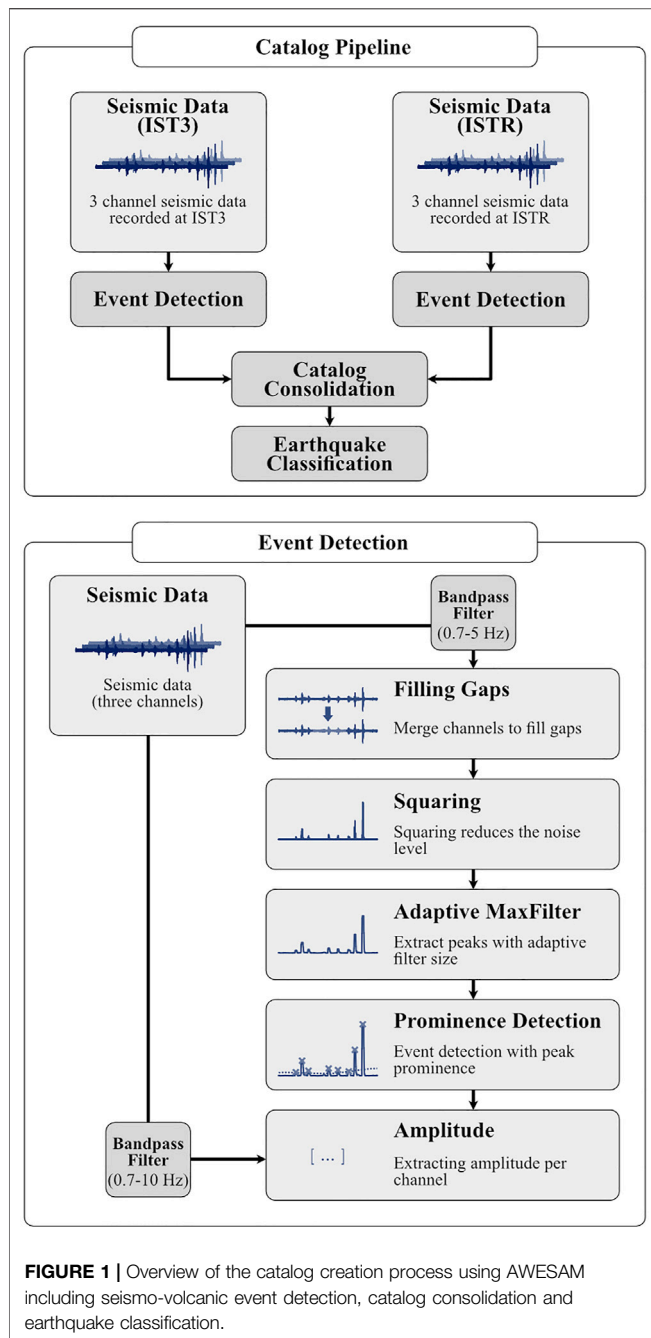 Catalog Pipeline
Seismic Data
(IST3)
3 channel seismic data
recorded at IST3
Seismic Data
(ISTR)
3 channel seismic data
recorded at ISTR
Event Detection
Event Detection
Catalog
Consolidation
Earthquake
Classification
Event Detection
Seismic Data
Seismic data
(three channels)
Bandpass
Filter
(0.7-5 Hz)
Filling Gaps
Merge channels to fill gaps
Squaring
Squaring reduces the noise
level
Adaptive MaxFilter
Extract peaks with adaptive
filter size
Prominence Detection
Event detection with peak
prominence
Bandpass
Filter
(0.7-10 Hz)
[ ... ]
Amplitude
Extracting amplitude per
channel
FIGURE 1 | Overview of the catalog creation process using AWESAM
including seismo-volcanic event detection, catalog consolidation and
earthquake classification.